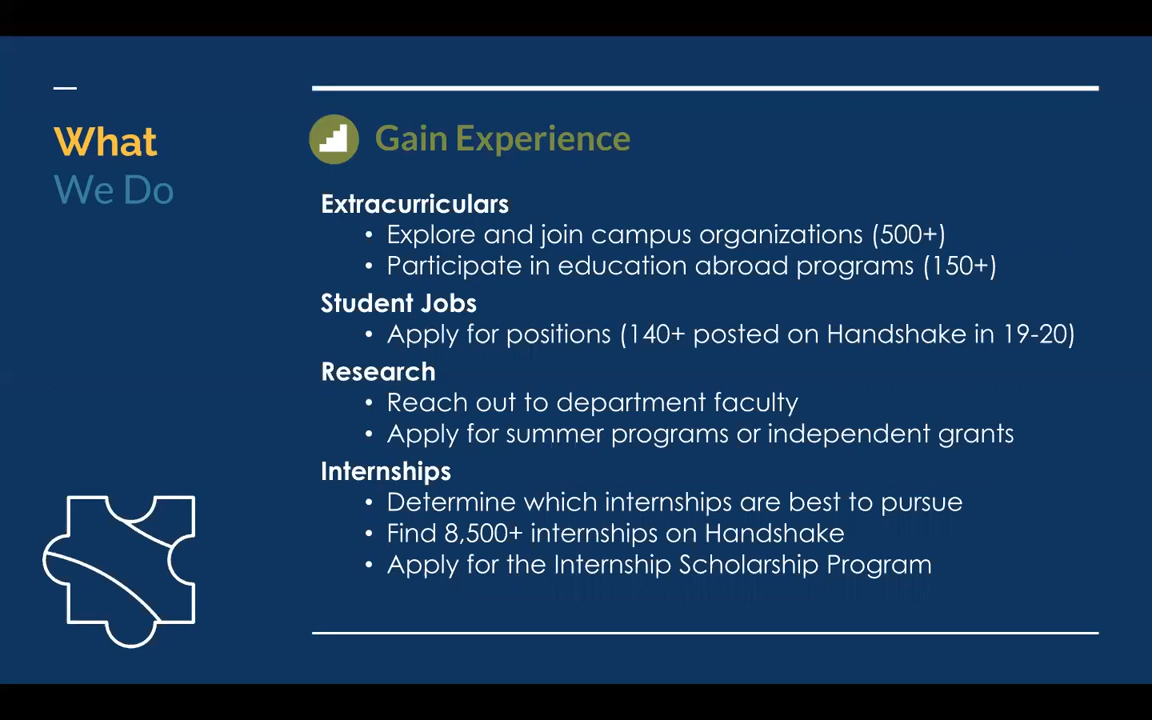 What
We Do
Gain Experience
Extracurriculars
• Explore and join campus organizations (500+)
• Participate in education abroad programs (150+)
Student Jobs
• Apply for positions (140+ posted on Handshake in 19-20)
Research
• Reach out to department faculty
• Apply for summer programs or independent grants
Internships
• Determine which internships are best to pursue
• Find 8,500+ internships on Handshake
• Apply for the Internship Scholarship Program